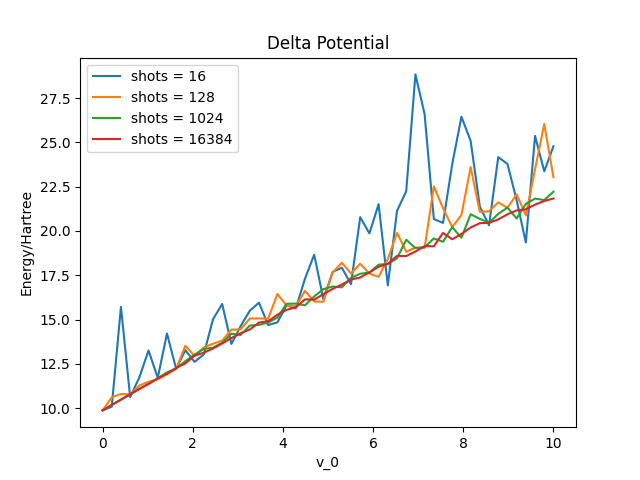 Delta Potential
shots = 16
shots = 128
shots = 1024
shots = 16384
Energy/Hartree
27.5
25.0
22.5
20.0
17.5
15.0
12.5
10.0
0 2 4 6 8 10
v_0